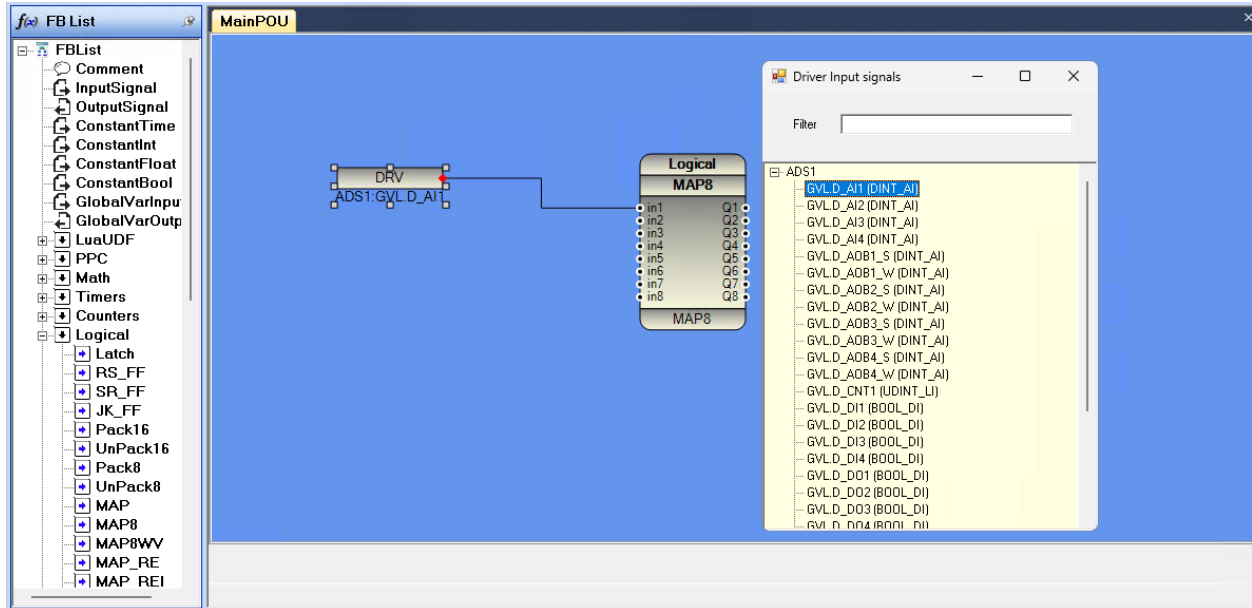 f(x) FB List
FBList
Comment
InputSignal
OutputSignal
ConstantTime
ConstantInt
ConstantFloat
ConstantBool
GlobalVarInpu
GlobalVarOutp
LuaUDF
PPC
Math
Timers
Counters
Logical
Latch
RS_FF
SR_FF
JK_FF
Pack16
UnPack16
Pack8
UnPack8
MAP
MAP8
MAP8WV
MAP_RE
MAP_REI
MainPOU
DRV
ADS1:GVL.D_AI1
Logical
MAP8
in1 Q1
in2 Q2
in3 Q3
in4 Q4
in5 Q5
in6 Q6
in7 Q7
in8 Q8
MAP8
Driver Input signals
Filter
ADS1
GVL.D_AI1 (DINT_AI)
GVL.D_AI2 (DINT_AI)
GVL.D_AI3 (DINT_AI)
GVL.D_AI4 (DINT_AI)
GVL.D_AOB1_S (DINT_AI)
GVL.D_AOB1_W (DINT_AI)
GVL.D_AOB2_S (DINT_AI)
GVL.D_AOB2_W (DINT_AI)
GVL.D_AOB3_S (DINT_AI)
GVL.D_AOB3_W (DINT_AI)
GVL.D_AOB4_S (DINT_AI)
GVL.D_AOB4_W (DINT_AI)
GVL.D_CNT1 (UDINT_LI)
GVL.D_DI1 (BOOL_DI)
GVL.D_DI2 (BOOL_DI)
GVL.D_DI3 (BOOL_DI)
GVL.D_DI4 (BOOL_DI)
GVL.D_DO1 (BOOL_DI)
GVL.D_DO2 (BOOL_DI)
GVL.D_DO3 (BOOL_DI)
GVL.D_DO4 (BOOL_DI)